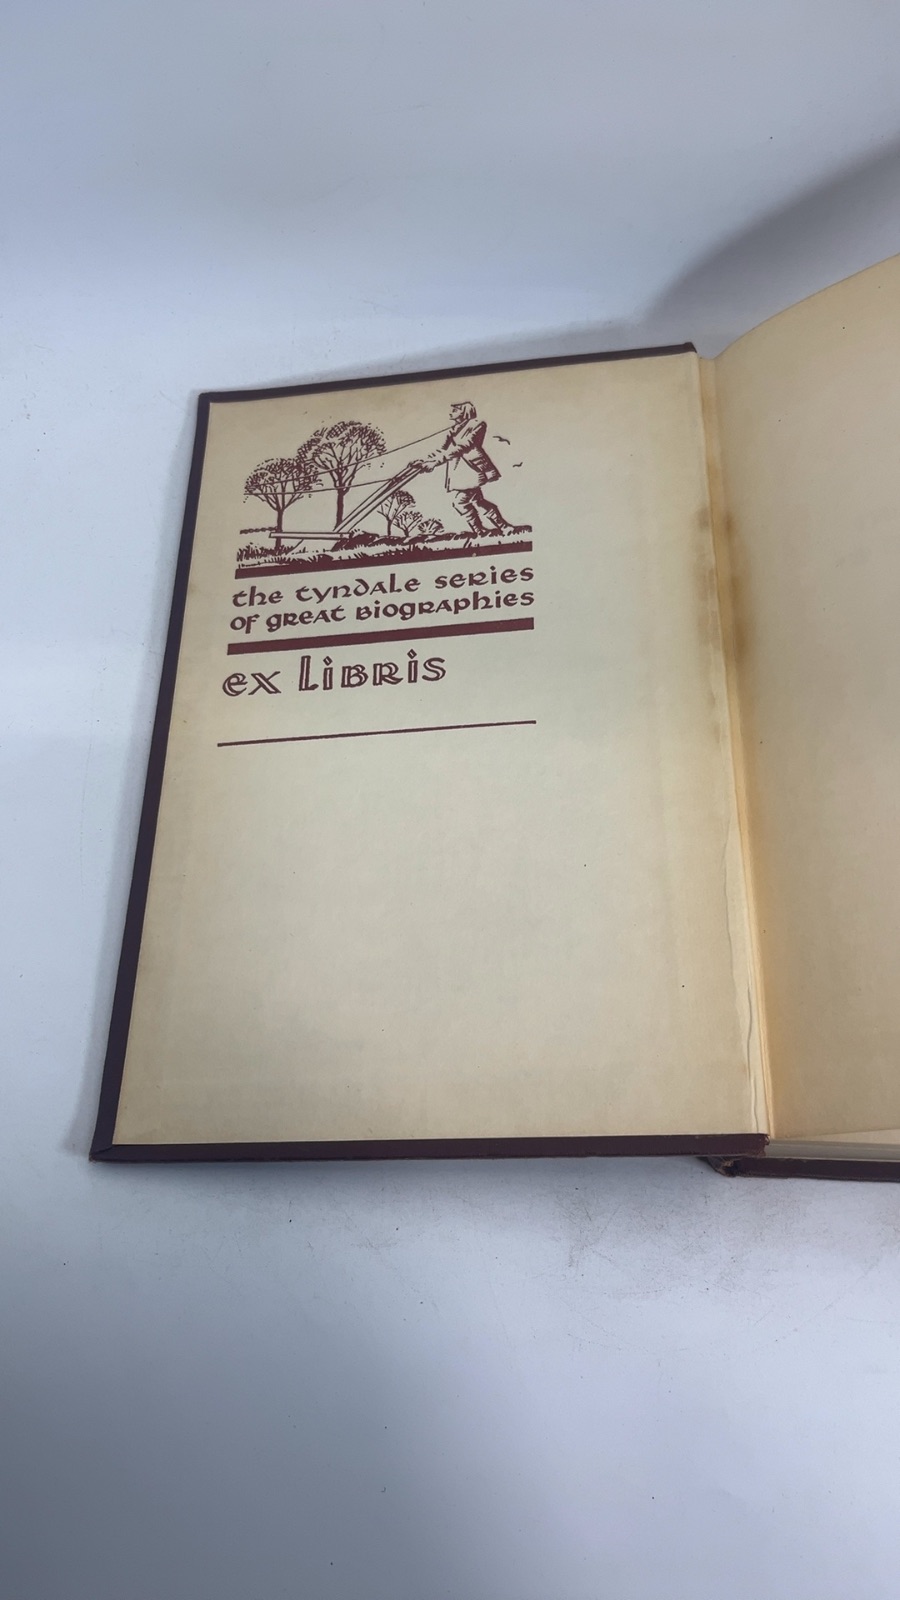 the tyndale series
of great biographies
ex libris